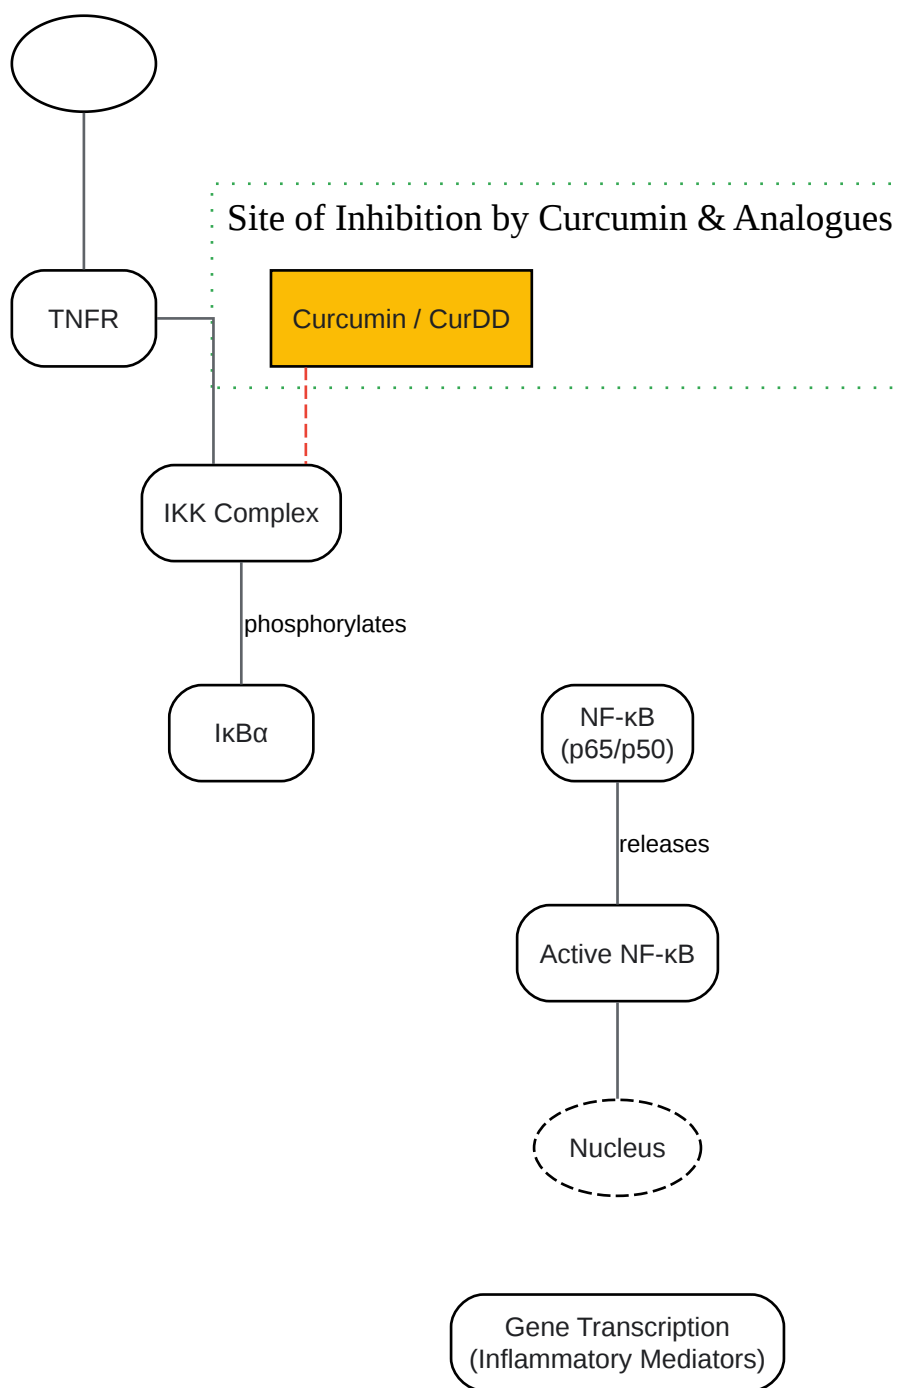 Site of Inhibition by Curcumin & Analogues
TNFR
Curcumin / CurDD
IKK Complex
phosphorylates
IκBα
NF-κB
(p65/p50)
releases
Active NF-κB
Nucleus
Gene Transcription
(Inflammatory Mediators)